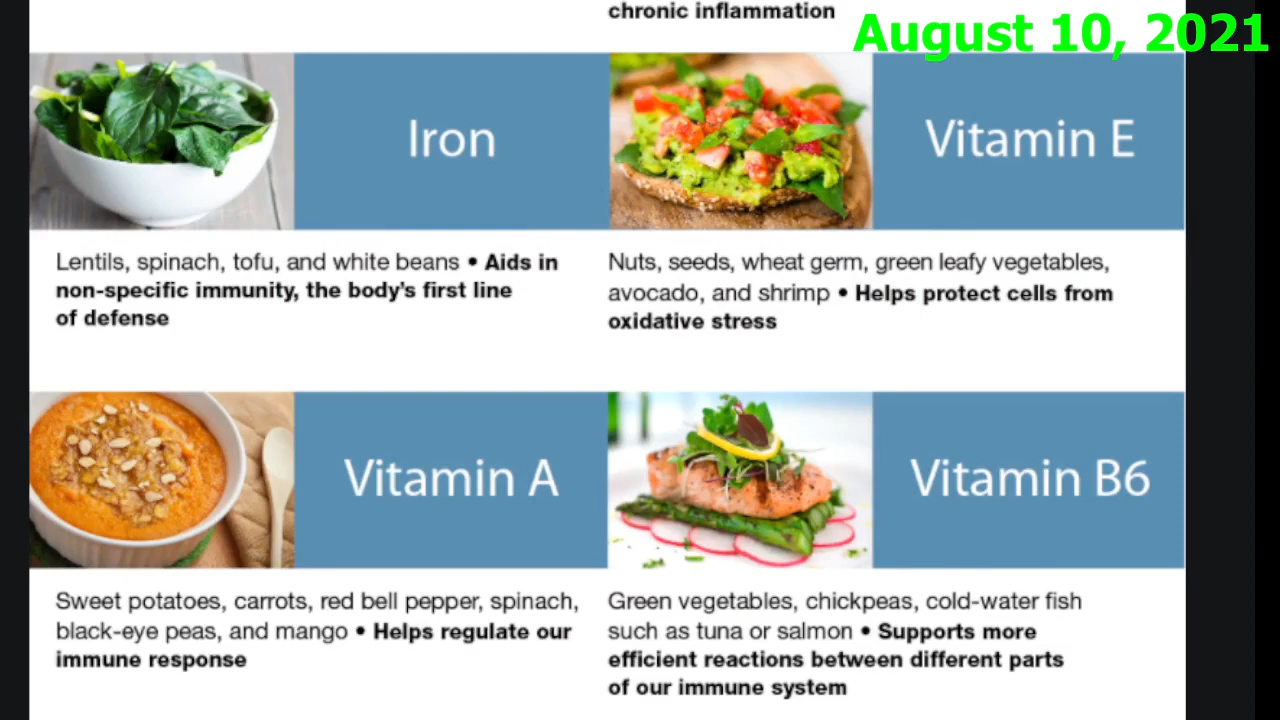 chronic inflammation
August 10, 2021
Iron
Vitamin E
Lentils, spinach, tofu, and white beans • Aids in
non-specific immunity, the body's first line
of defense
Nuts, seeds, wheat germ, green leafy vegetables,
avocado, and shrimp • Helps protect cells from
oxidative stress
Vitamin A
Vitamin B6
Sweet potatoes, carrots, red bell pepper, spinach,
black-eye peas, and mango • Helps regulate our
immune response
Green vegetables, chickpeas, cold-water fish
such as tuna or salmon • Supports more
efficient reactions between different parts
of our immune system